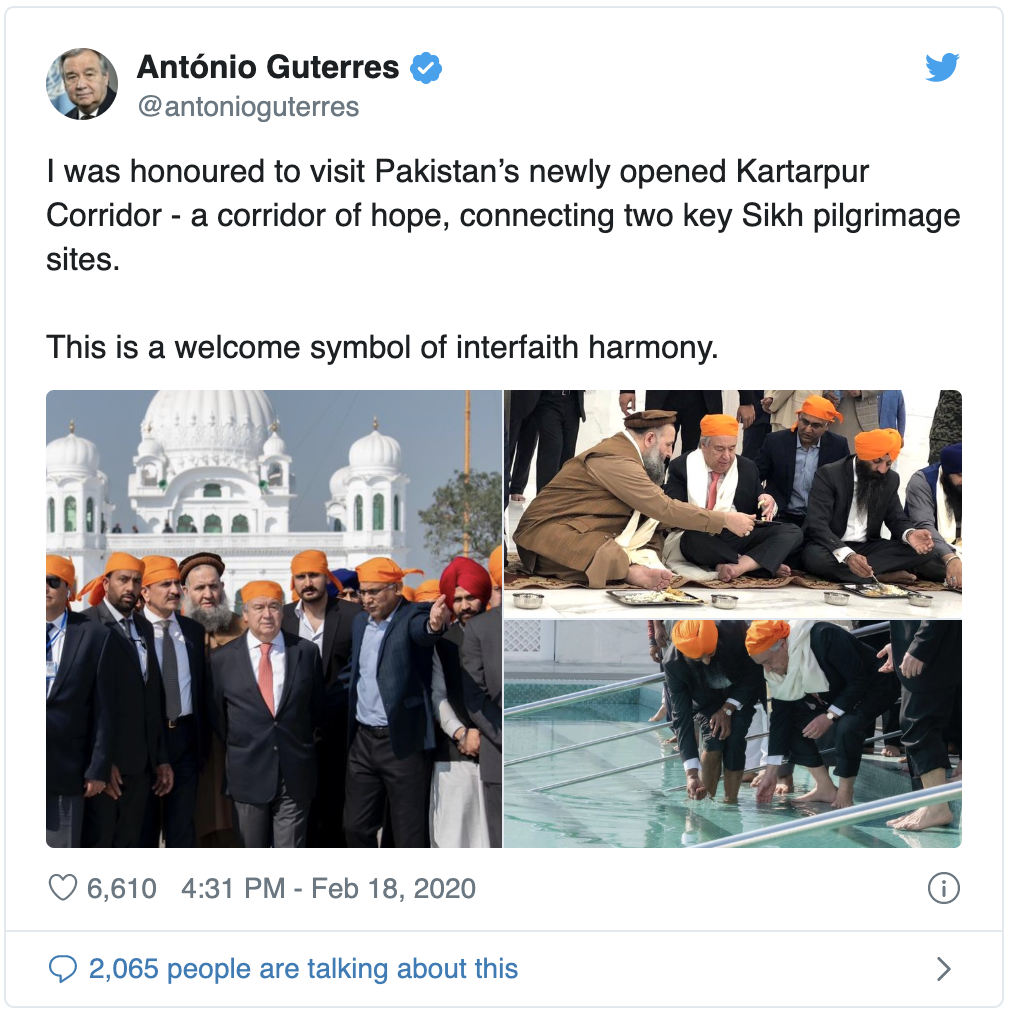 António Guterres
@antonioguterres
I was honoured to visit Pakistan’s newly opened Kartarpur
Corridor - a corridor of hope, connecting two key Sikh pilgrimage
sites.
This is a welcome symbol of interfaith harmony.
6,610 4:31 PM - Feb 18, 2020
2,065 people are talking about this